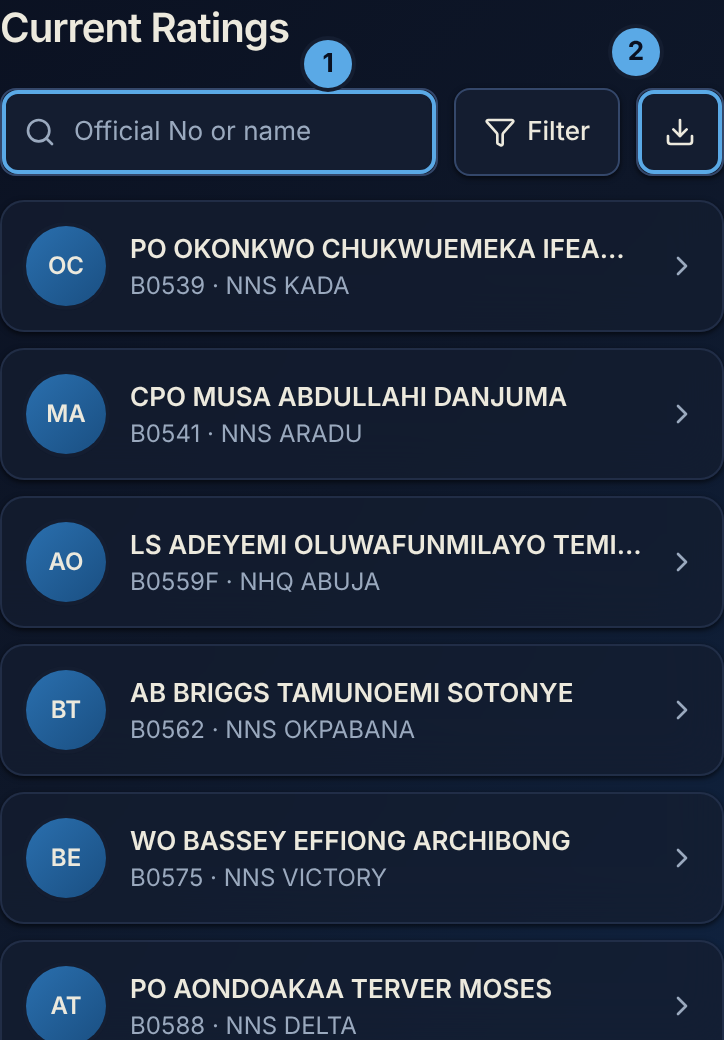 Current Ratings
1
2
Official No or name
Filter
OC
PO OKONKWO CHUKWUEMEKA IFEA...
B0539 · NNS KADA
MA
CPO MUSA ABDULLAHI DANJUMA
B0541 · NNS ARADU
AO
LS ADEYEMI OLUWAFUNMILAYO TEMI...
B0559F · NHQ ABUJA
BT
AB BRIGGS TAMUNOEMI SOTONYE
B0562 · NNS OKPABANA
BE
WO BASSEY EFFIONG ARCHIBONG
B0575 · NNS VICTORY
AT
PO AONDOAKAA TERVER MOSES
B0588 · NNS DELTA